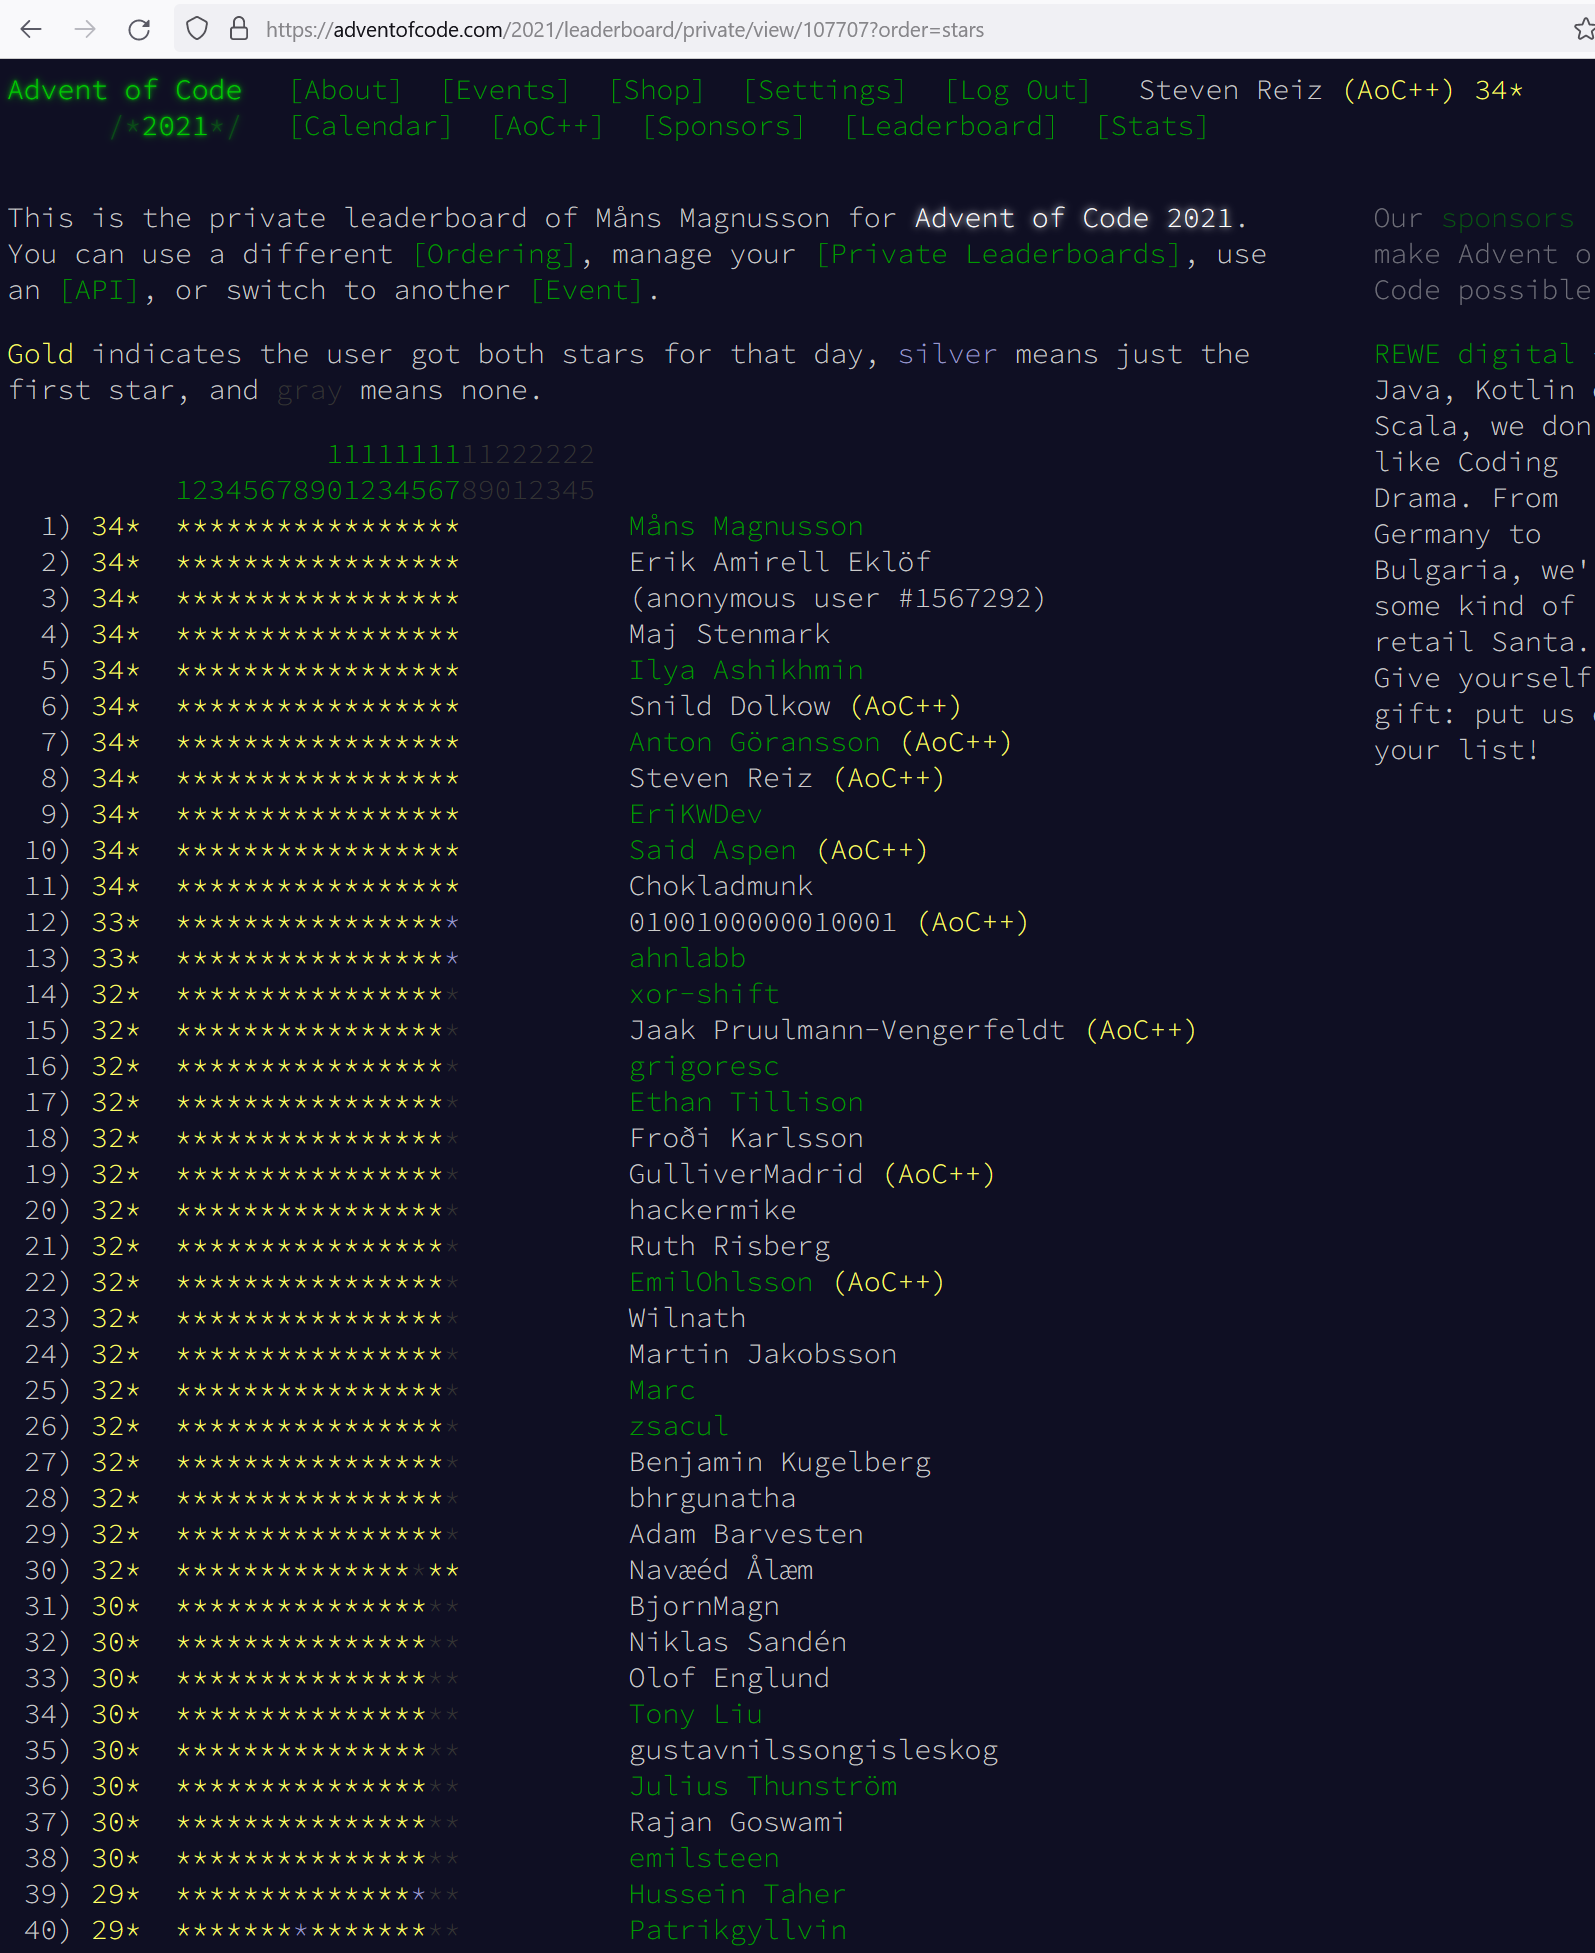 https://adventofcode.com/2021/leaderboard/private/view/107707?order=stars
Advent of Code [About] [Events] [Shop] [Settings] [Log Out] Steven Reiz (AoC++) 34*
/*2021*/ [Calendar] [AoC++] [Sponsors] [Leaderboard] [Stats]
This is the private leaderboard of Måns Magnusson for Advent of Code 2021.
You can use a different [Ordering], manage your [Private Leaderboards], use
an [API], or switch to another [Event].
Gold indicates the user got both stars for that day, silver means just the
first star, and gray means none.
1111111111222222
1234567890123456789012345
1) 34* ***************** Måns Magnusson
2) 34* ***************** Erik Amirell Eklöf
3) 34* ***************** (anonymous user #1567292)
4) 34* ***************** Maj Stenmark
5) 34* ***************** Ilya Ashikhmin
6) 34* ***************** Snild Dolkow (AoC++)
7) 34* ***************** Anton Göransson (AoC++)
8) 34* ***************** Steven Reiz (AoC++)
9) 34* ***************** EriKWDev
10) 34* ***************** Said Aspen (AoC++)
11) 34* ***************** Chokladmunk
12) 33* ***************** 0100100000010001 (AoC++)
13) 33* ***************** ahnlabb
14) 32* ***************** xor-shift
15) 32* ***************** Jaak Pruulmann-Vengerfeldt (AoC++)
16) 32* ***************** grigoresc
17) 32* ***************** Ethan Tillison
18) 32* ***************** Froði Karlsson
19) 32* ***************** GulliverMadrid (AoC++)
20) 32* ***************** hackermike
21) 32* ***************** Ruth Risberg
22) 32* ***************** EmilOhlsson (AoC++)
23) 32* ***************** Wilnath
24) 32* ***************** Martin Jakobsson
25) 32* ***************** Marc
26) 32* ***************** zsacul
27) 32* ***************** Benjamin Kugelberg
28) 32* ***************** bhrgunatha
29) 32* ***************** Adam Barvesten
30) 32* ***************** Navæéd Ålæm
31) 30* ***************** BjornMagn
32) 30* ***************** Niklas Sandén
33) 30* ***************** Olof Englund
34) 30* ***************** Tony Liu
35) 30* ***************** gustavnilssongisleskog
36) 30* ***************** Julius Thunström
37) 30* ***************** Rajan Goswami
38) 30* ***************** emilsteen
39) 29* ***************** Hussein Taher
40) 29* ***************** Patrikgyllvin
Our sponsors
make Advent o
Code possible
REWE digital
Java, Kotlin
Scala, we don
like Coding
Drama. From
Germany to
Bulgaria, we'
some kind of
retail Santa.
Give yourself
gift: put us
your list!